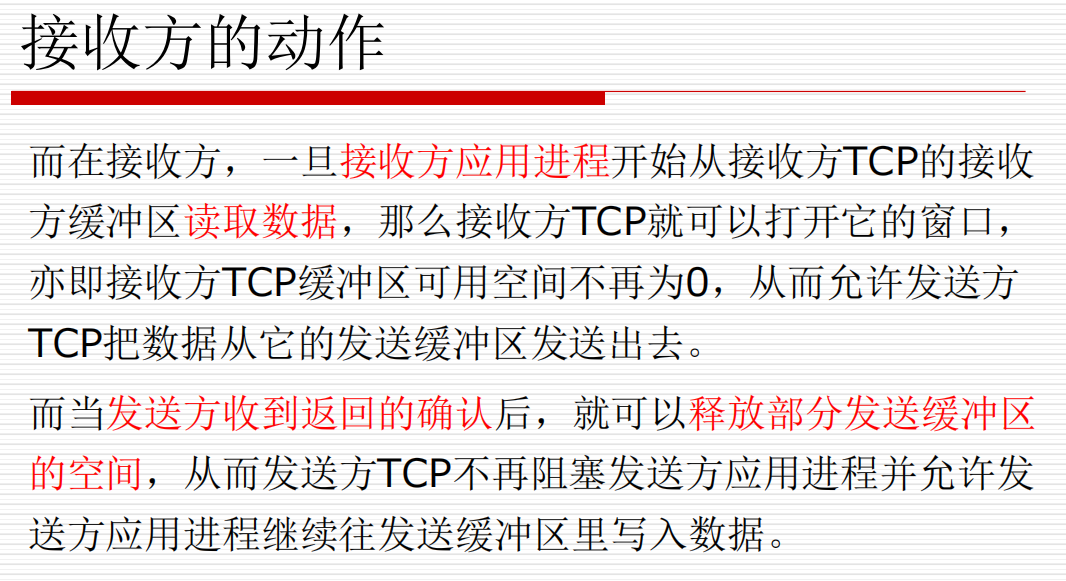 接收方的动作
而在接收方，一旦接收方应用进程开始从接收方TCP的接收
方缓冲区读取数据，那么接收方TCP就可以打开它的窗口，
亦即接收方TCP缓冲区可用空间不再为0，从而允许发送方
TCP把数据从它的发送缓冲区发送出去。
而当发送方收到返回的确认后，就可以释放部分发送缓冲区
的空间，从而发送方TCP不再阻塞发送方应用进程并允许发
送方应用进程继续往发送缓冲区里写入数据。